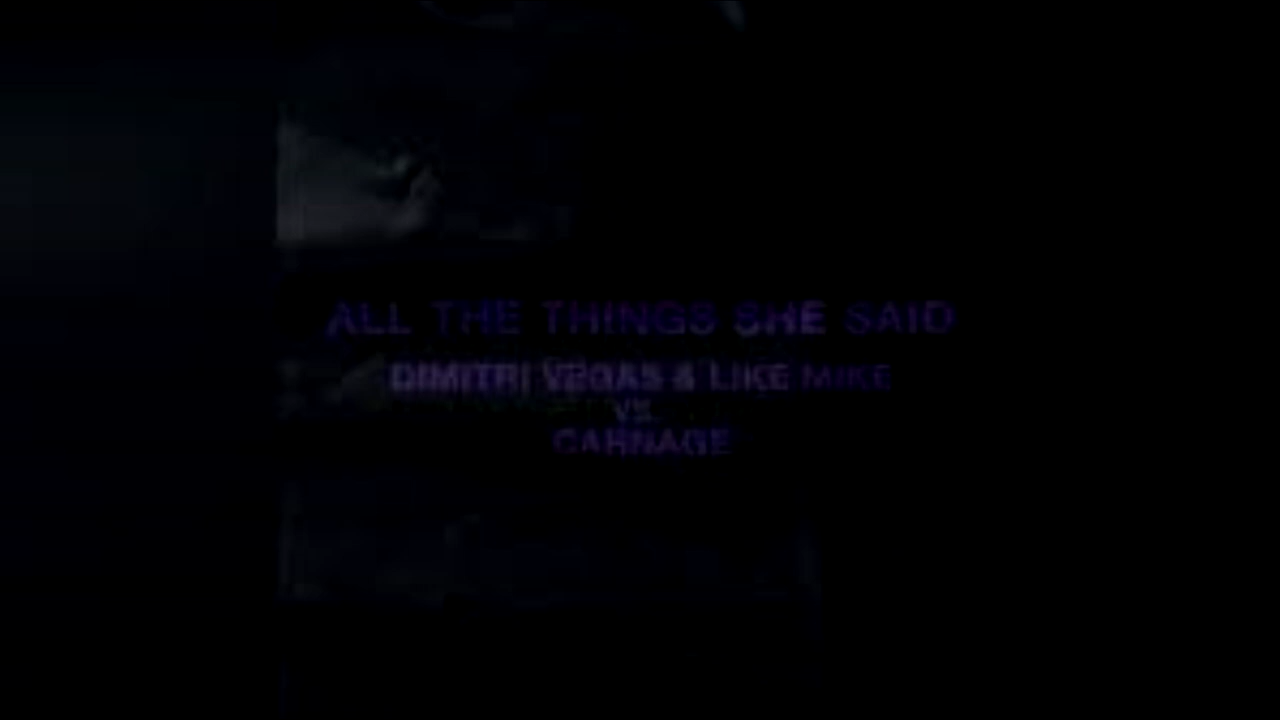 ALL THE THINGS SHE SAID
DIMITRI VEGAS & LIKE MIKE
VS.
CARNAGE